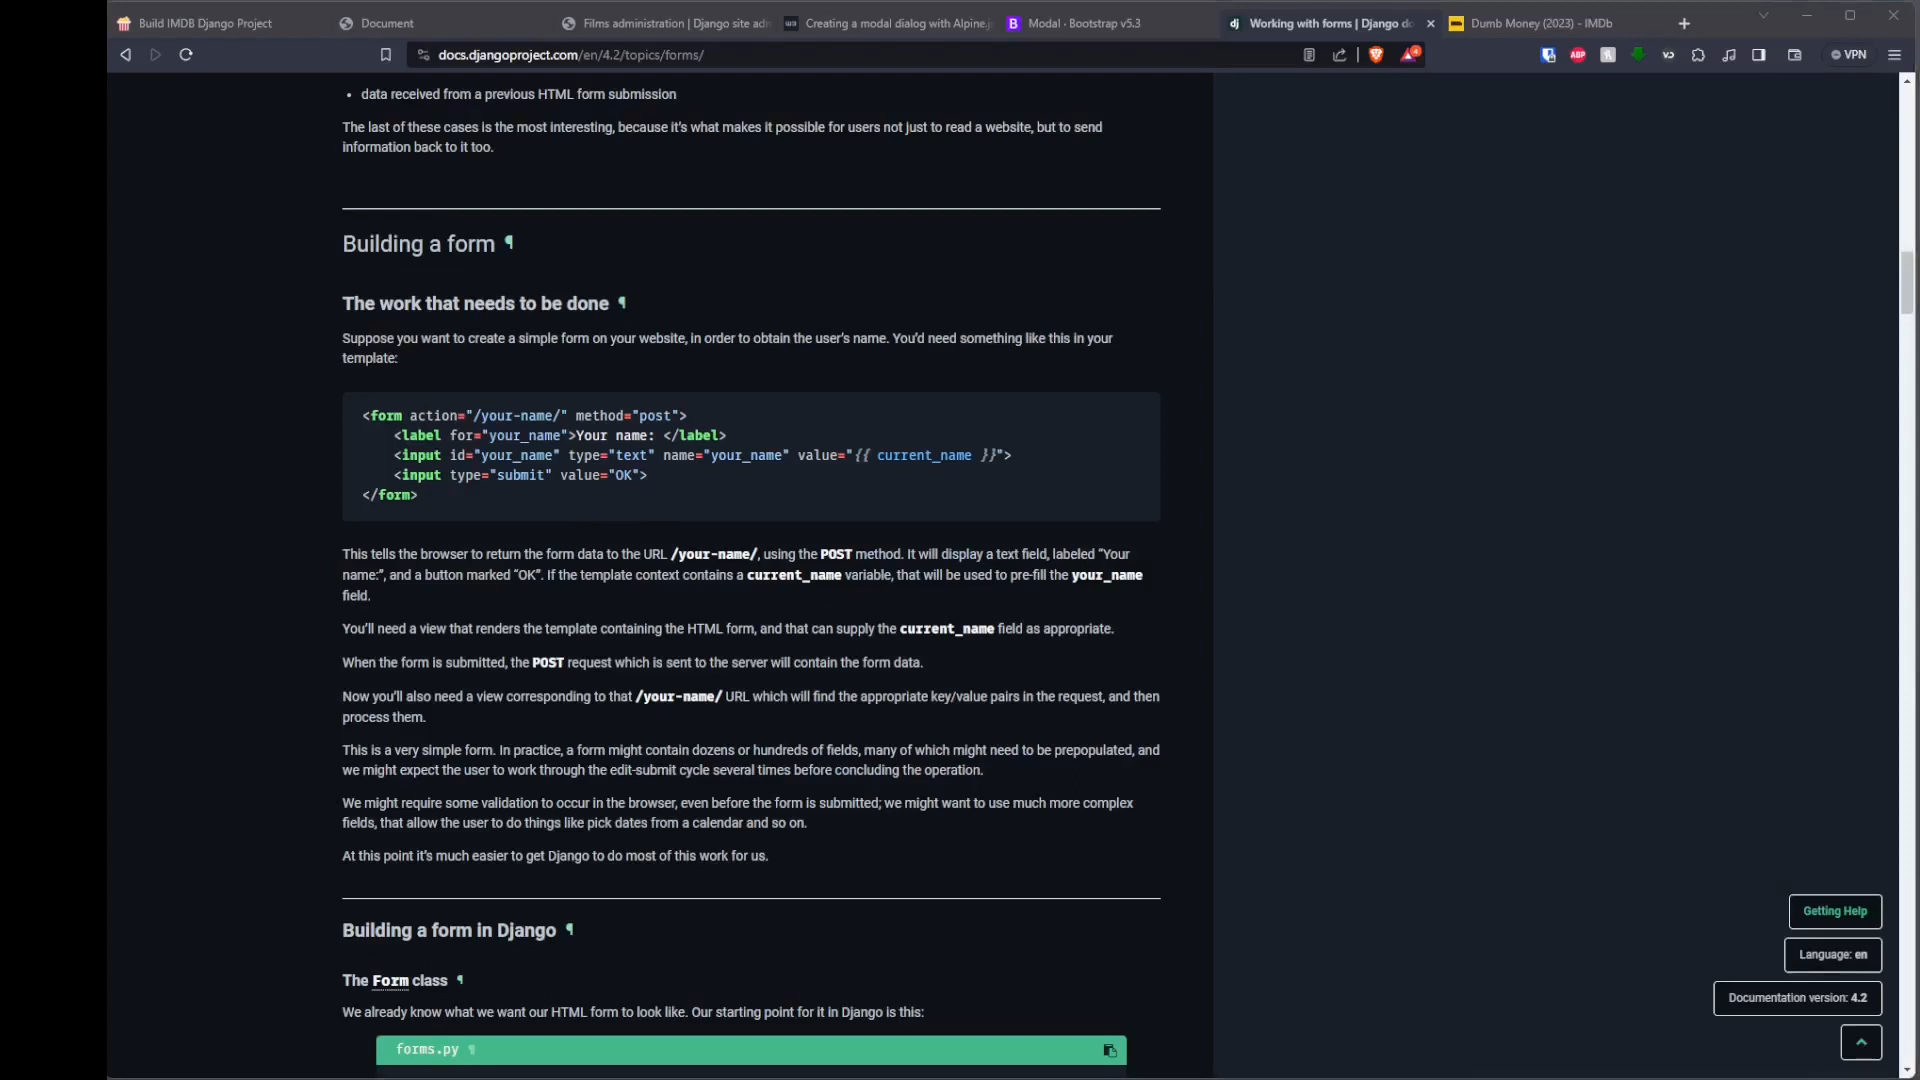 Build IMDB Django Project
Document
Films administration | Django site adn
Creating a modal dialog with Alpine.j
Modal · Bootstrap v5.3
Working with forms | Django do
Dumb Money (2023) - IMDb
docs.djangoproject.com/en/4.2/topics/forms/
4
ABP
VPN
• data received from a previous HTML form submission
The last of these cases is the most interesting, because it's what makes it possible for users not just to read a website, but to send
information back to it too.
Building a form ¶
The work that needs to be done ¶
Suppose you want to create a simple form on your website, in order to obtain the user's name. You'd need something like this in your
template:
<form action="/your-name/" method="post">
    <label for="your_name">Your name: </label>
    <input id="your_name" type="text" name="your_name" value="{{ current_name }}">
    <input type="submit" value="OK">
</form>
This tells the browser to return the form data to the URL /your-name/, using the POST method. It will display a text field, labeled “Your
name:”, and a button marked “OK”. If the template context contains a current_name variable, that will be used to pre-fill the your_name
field.
You'll need a view that renders the template containing the HTML form, and that can supply the current_name field as appropriate.
When the form is submitted, the POST request which is sent to the server will contain the form data.
Now you'll also need a view corresponding to that /your-name/ URL which will find the appropriate key/value pairs in the request, and then
process them.
This is a very simple form. In practice, a form might contain dozens or hundreds of fields, many of which might need to be prepopulated, and
we might expect the user to work through the edit-submit cycle several times before concluding the operation.
We might require some validation to occur in the browser, even before the form is submitted; we might want to use much more complex
fields, that allow the user to do things like pick dates from a calendar and so on.
At this point it's much easier to get Django to do most of this work for us.
Building a form in Django ¶
The Form class ¶
We already know what we want our HTML form to look like. Our starting point for it in Django is this:
forms.py ¶
Getting Help
Language: en
Documentation version: 4.2